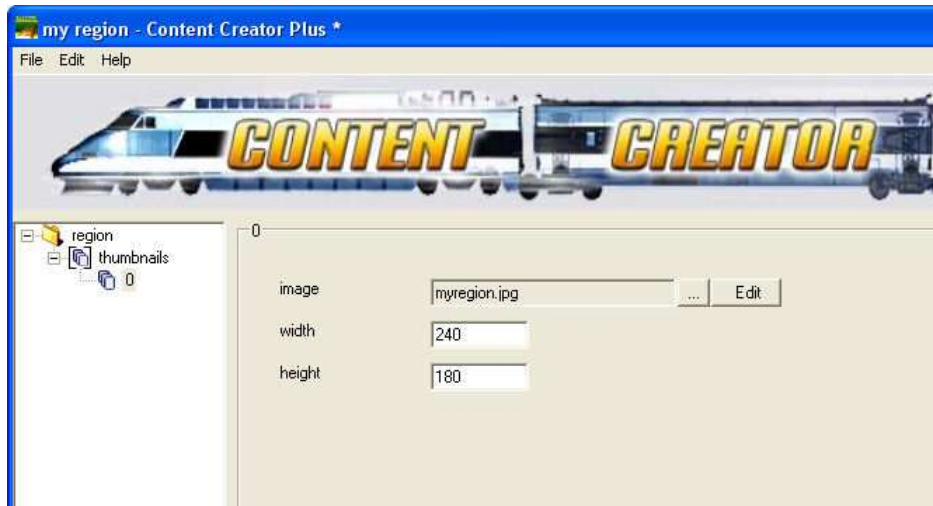 my region - Content Creator Plus *
File Edit Help
CONTENT CREATOR
region
thumbnails
0
0
image myregion.jpg ... Edit
width 240
height 180